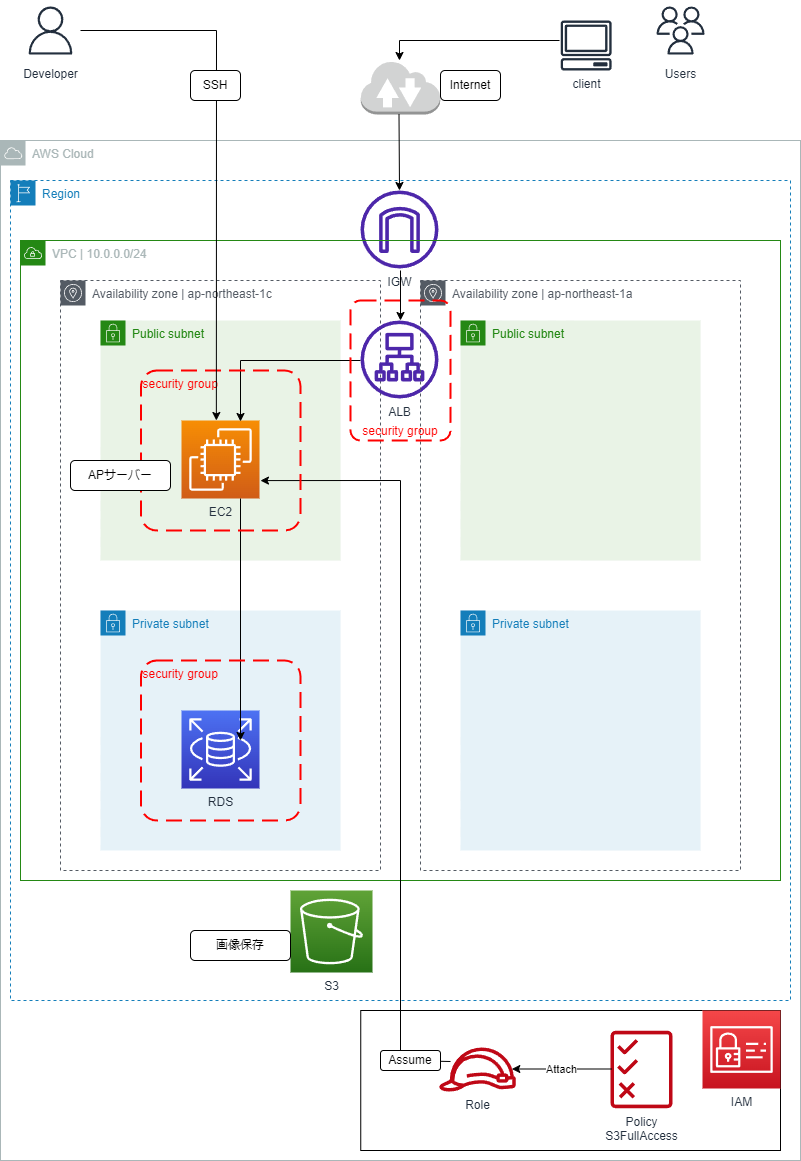 Developer
SSH
Internet
client
Users
AWS Cloud
Region
VPC | 10.0.0.0/24
IGW
Availability zone | ap-northeast-1c
Availability zone | ap-northeast-1a
Public subnet
Public subnet
security group
ALB
security group
APサーバー
EC2
Private subnet
Private subnet
security group
RDS
画像保存
S3
Assume
Role
Attach
Policy
S3FullAccess
IAM